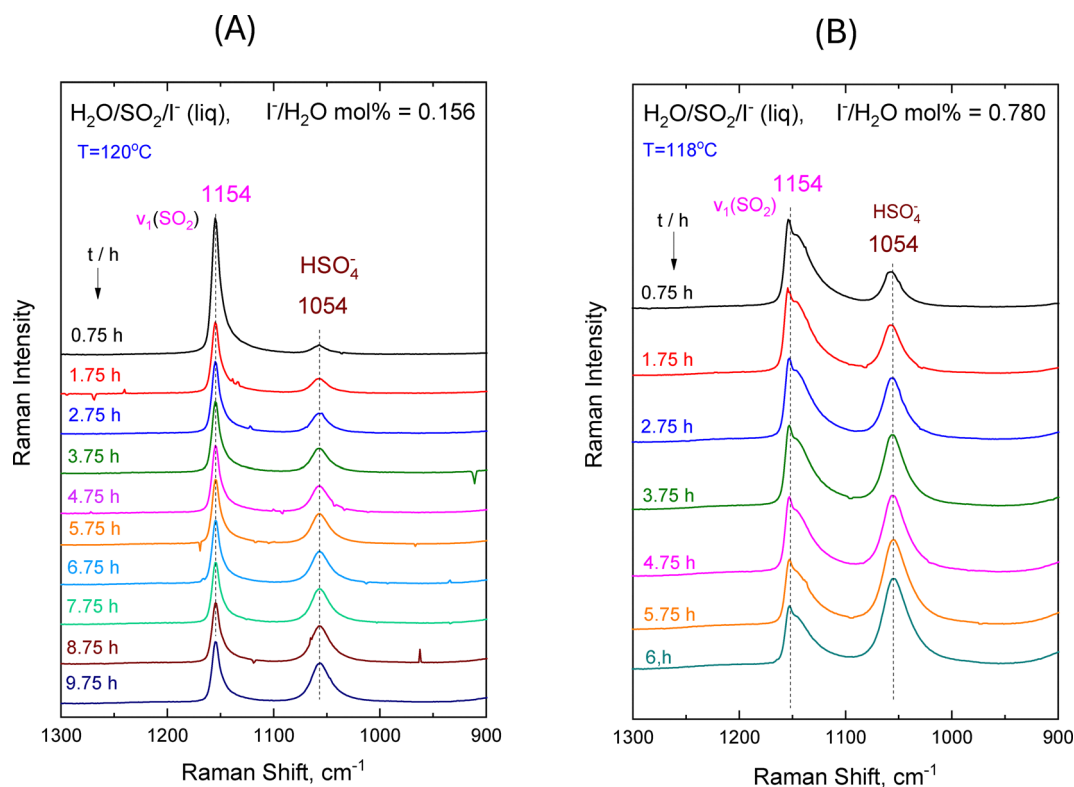 (A)
H₂O/SO₂/I⁻ (liq), I⁻/H₂O mol% = 0.156
T=120°C
1154
ν₁(SO₂)
t / h
HSO₄⁻
1054
0.75 h
1.75 h
2.75 h
3.75 h
4.75 h
5.75 h
6.75 h
7.75 h
8.75 h
9.75 h
Raman Intensity
1300 1200 1100 1000 900
Raman Shift, cm⁻¹
(B)
H₂O/SO₂/I⁻ (liq), I⁻/H₂O mol% = 0.780
T=118°C
1154
ν₁(SO₂)
HSO₄⁻
1054
t / h
0.75 h
1.75 h
2.75 h
3.75 h
4.75 h
5.75 h
6,h
Raman Intensity
1300 1200 1100 1000 900
Raman Shift, cm⁻¹